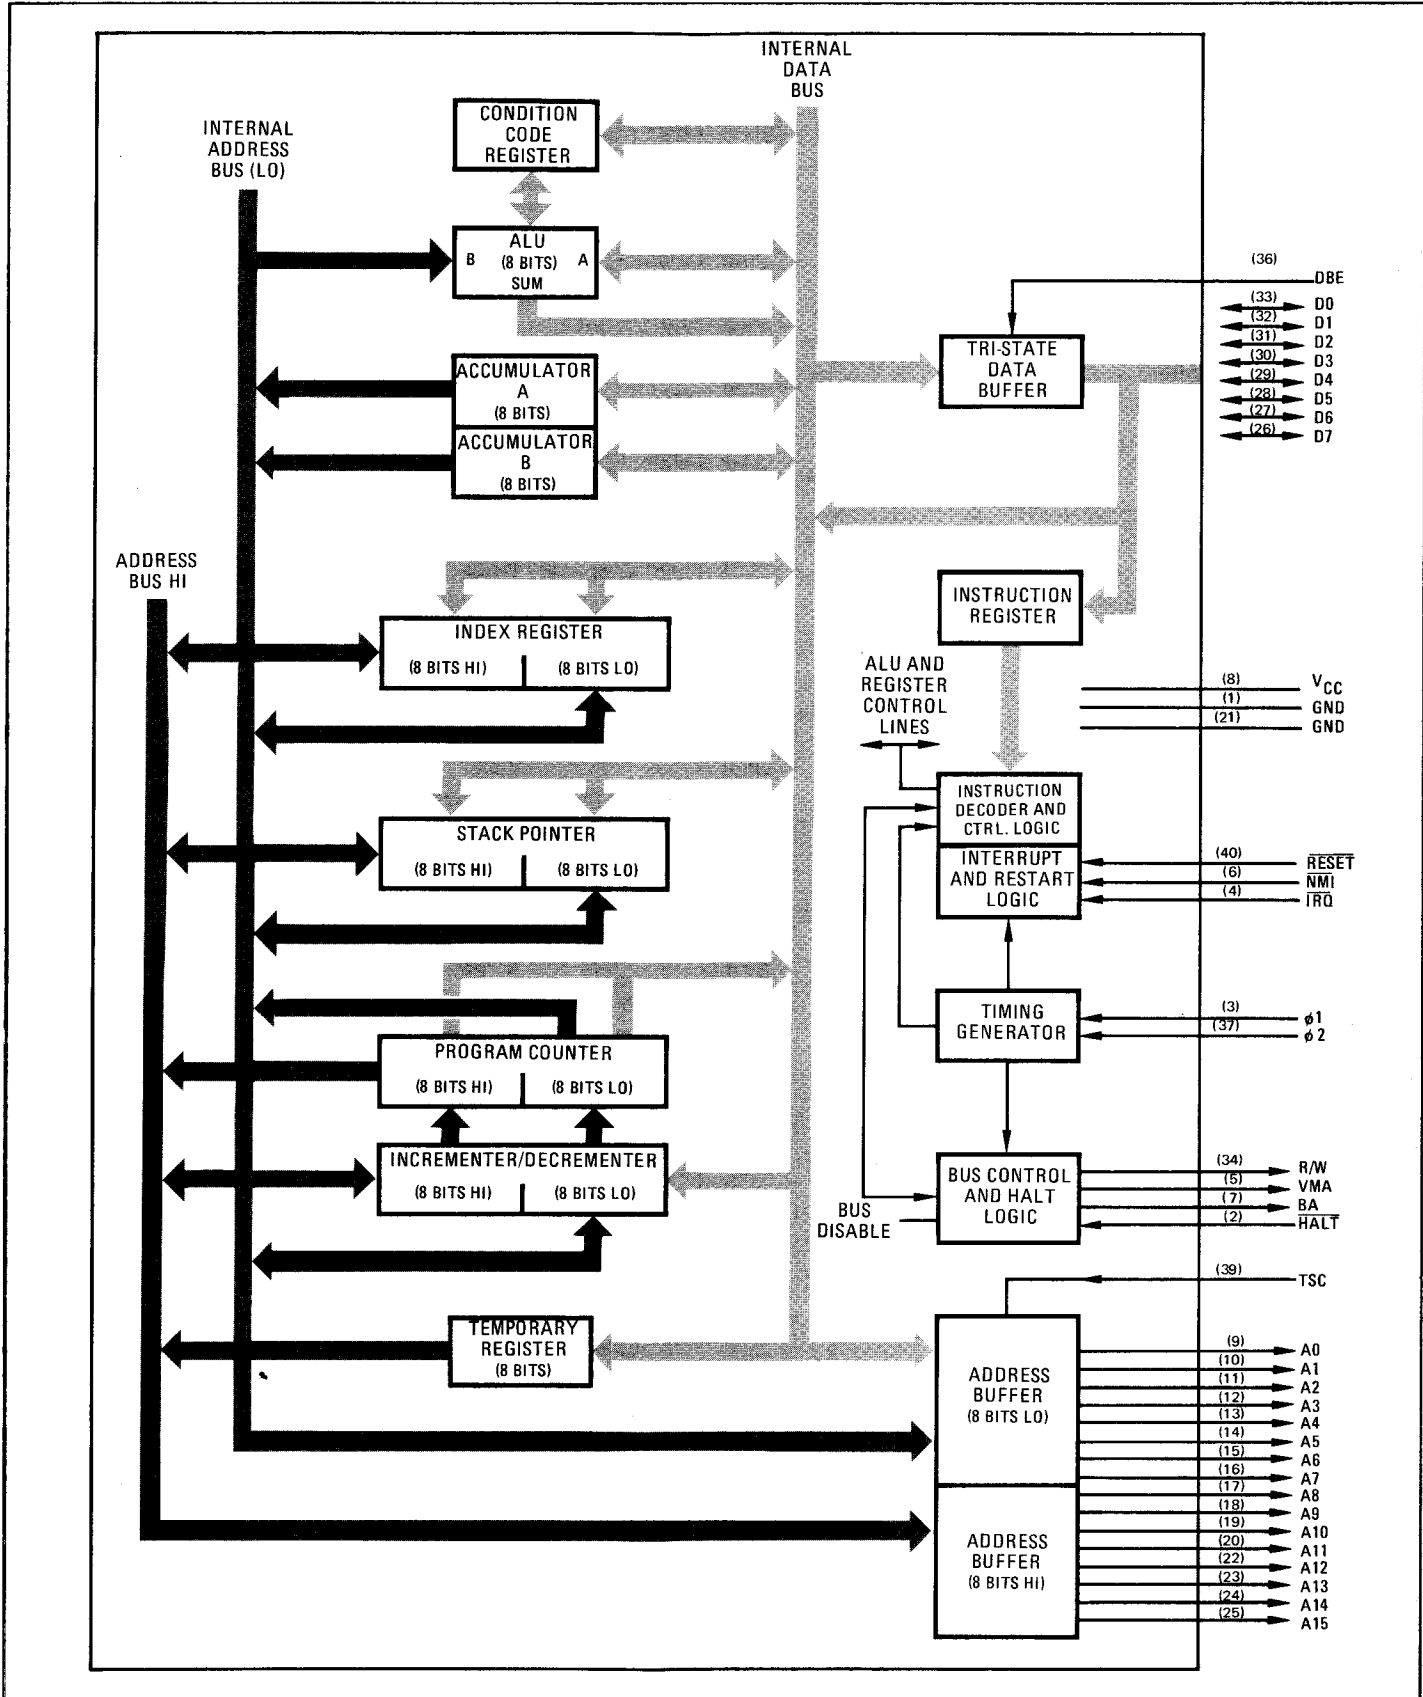 INTERNAL
DATA
BUS
INTERNAL
ADDRESS
BUS (LO)
CONDITION
CODE
REGISTER
ALU
B (8 BITS) A
SUM
ACCUMULATOR
A
(8 BITS)
ACCUMULATOR
B
(8 BITS)
TRI-STATE
DATA
BUFFER
(36) DBE
(33) D0
(32) D1
(31) D2
(30) D3
(29) D4
(28) D5
(27) D6
(26) D7
ADDRESS
BUS HI
INDEX REGISTER
(8 BITS HI) (8 BITS LO)
INSTRUCTION
REGISTER
ALU AND
REGISTER
CONTROL
LINES
(8) VCC
(1) GND
(21) GND
STACK POINTER
(8 BITS HI) (8 BITS LO)
INSTRUCTION
DECODER AND
CTRL. LOGIC
INTERRUPT
AND RESTART
LOGIC
(40) RESET
(6) NMI
(4) IRQ
PROGRAM COUNTER
(8 BITS HI) (8 BITS LO)
TIMING
GENERATOR
(3) ϕ1
(37) ϕ2
INCREMENTER/DECREMENTER
(8 BITS HI) (8 BITS LO)
BUS CONTROL
AND HALT
LOGIC
BUS
DISABLE
(34) R/W
(5) VMA
(7) BA
(2) HALT
(39) TSC
TEMPORARY
REGISTER
(8 BITS)
ADDRESS
BUFFER
(8 BITS LO)
(9) A0
(10) A1
(11) A2
(12) A3
(13) A4
(14) A5
(15) A6
(16) A7
ADDRESS
BUFFER
(8 BITS HI)
(17) A8
(18) A9
(19) A10
(20) A11
(22) A12
(23) A13
(24) A14
(25) A15